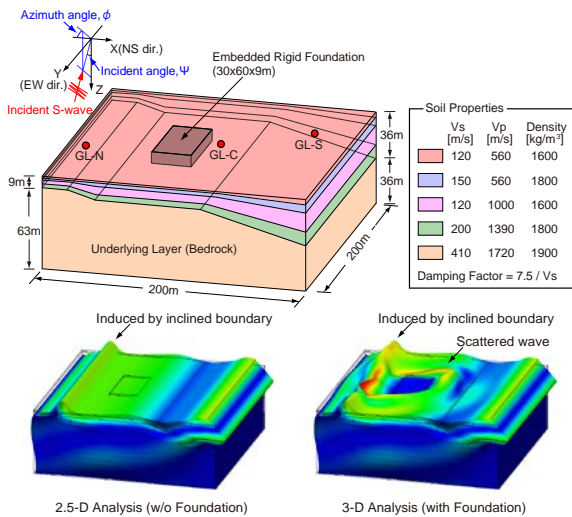 Azimuth angle, ϕ
X(NS dir.)
Y
(EW dir.)
Incident angle, Ψ
Z
Incident S-wave
Embedded Rigid Foundation
(30x60x9m)
GL-N
GL-C
GL-S
36m
36m
9m
63m
Underlying Layer (Bedrock)
200m
200m
Soil Properties
Vs Vp Density
[m/s] [m/s] [kg/m³]
120 560 1600
150 560 1800
120 1000 1600
200 1390 1800
410 1720 1900
Damping Factor = 7.5 / Vs
Induced by inclined boundary
Induced by inclined boundary
Scattered wave
2.5-D Analysis (w/o Foundation)
3-D Analysis (with Foundation)